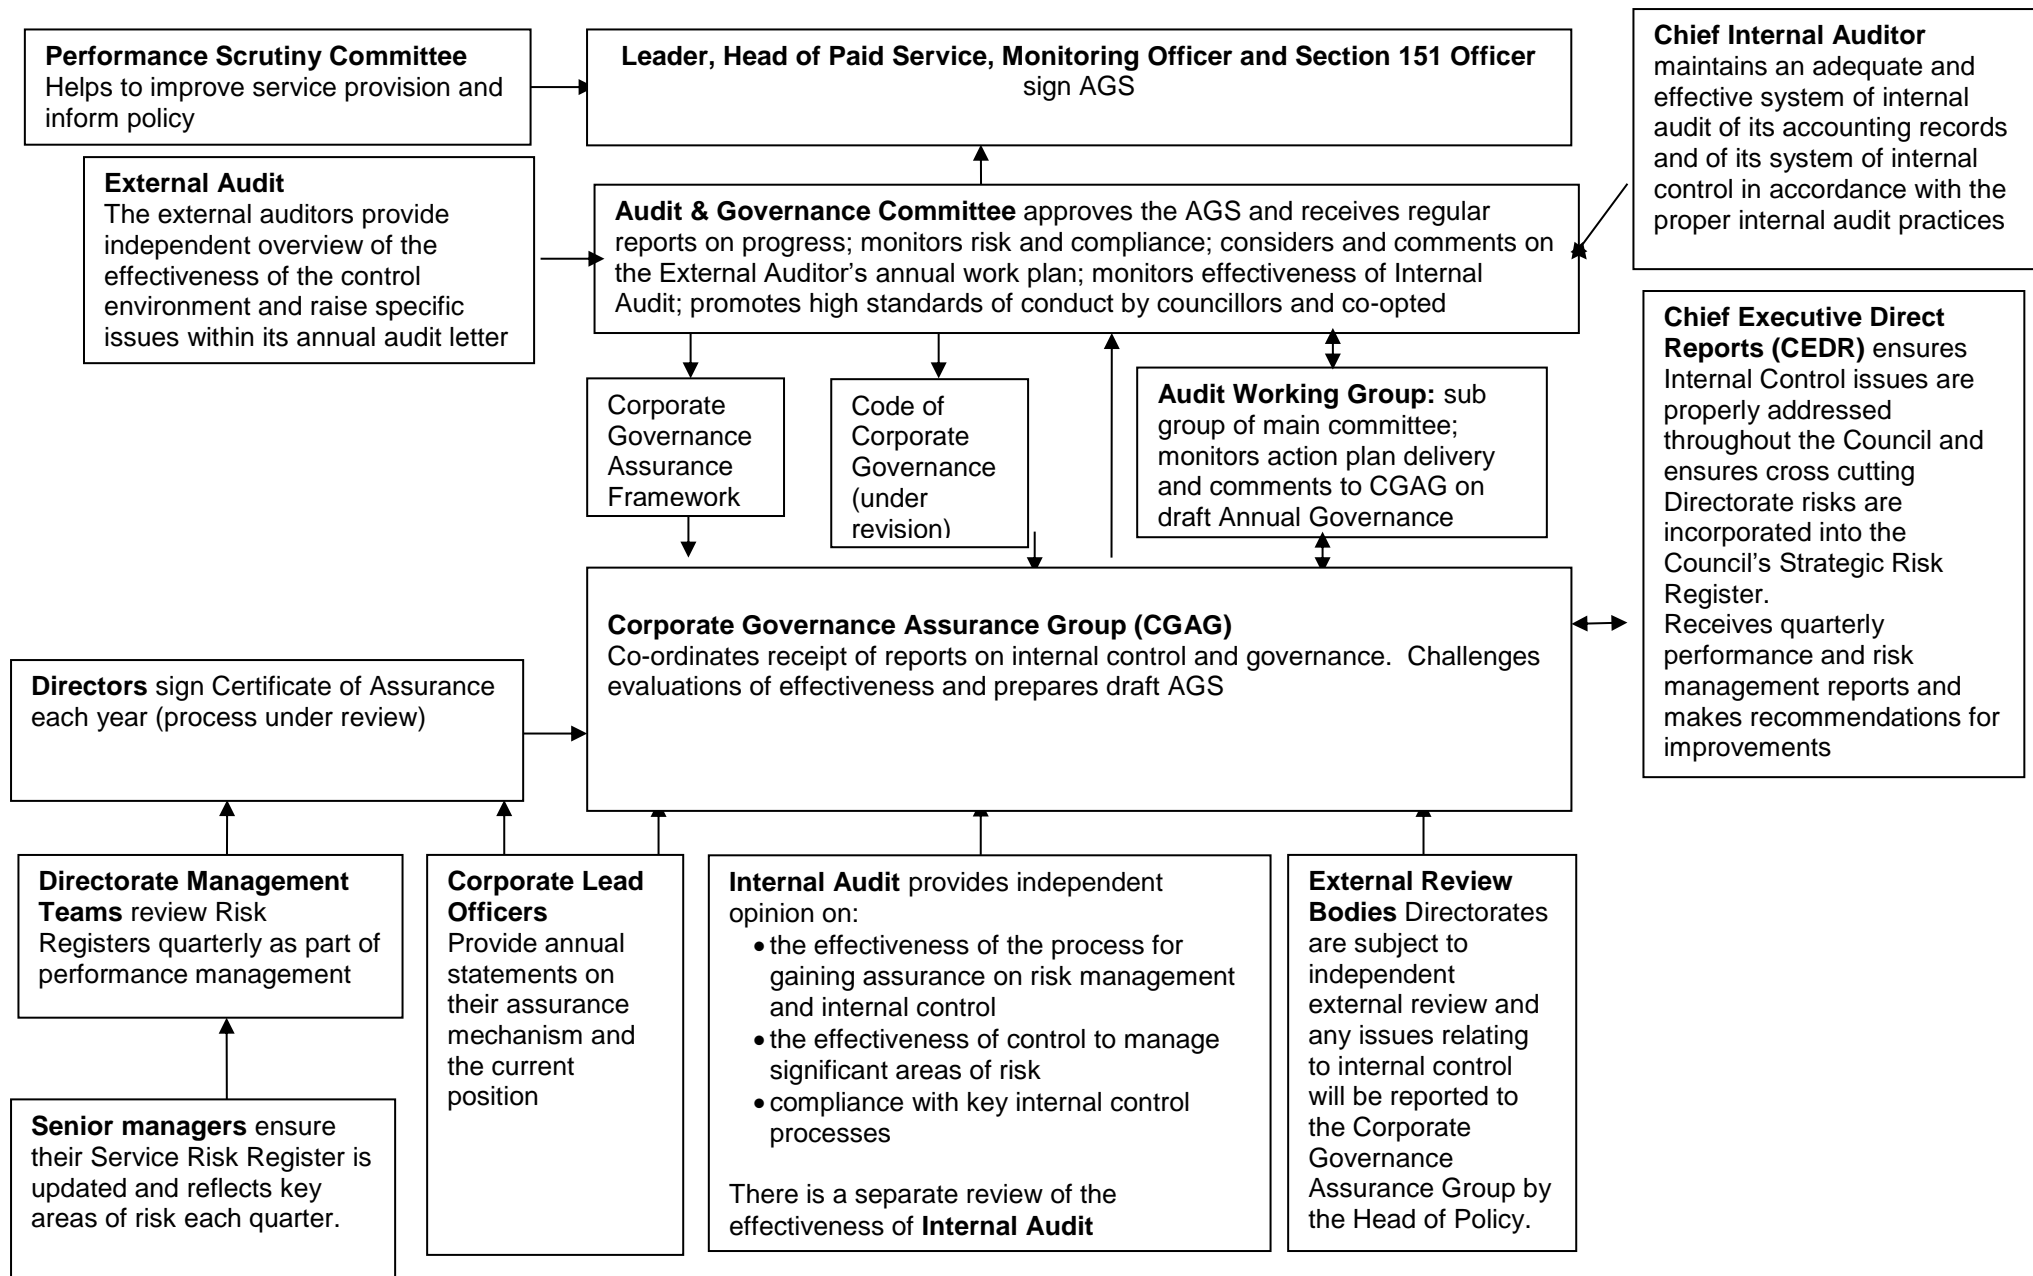 Performance Scrutiny Committee
Helps to improve service provision and
inform policy
Leader, Head of Paid Service, Monitoring Officer and Section 151 Officer
sign AGS
Chief Internal Auditor
maintains an adequate and
effective system of internal
audit of its accounting records
and of its system of internal
control in accordance with the
proper internal audit practices
External Audit
The external auditors provide
independent overview of the
effectiveness of the control
environment and raise specific
issues within its annual audit letter
Audit & Governance Committee approves the AGS and receives regular
reports on progress; monitors risk and compliance; considers and comments on
the External Auditor's annual work plan; monitors effectiveness of Internal
Audit; promotes high standards of conduct by councillors and co-opted
Chief Executive Direct
Reports (CEDR) ensures
Internal Control issues are
properly addressed
throughout the Council and
ensures cross cutting
Directorate risks are
incorporated into the
Council's Strategic Risk
Register.
Receives quarterly
performance and risk
management reports and
makes recommendations for
improvements
Corporate
Governance
Assurance
Framework
Code of
Corporate
Governance
(under
revision)
Audit Working Group: sub
group of main committee;
monitors action plan delivery
and comments to CGAG on
draft Annual Governance
Corporate Governance Assurance Group (CGAG)
Co-ordinates receipt of reports on internal control and governance.  Challenges
evaluations of effectiveness and prepares draft AGS
Directors sign Certificate of Assurance
each year (process under review)
Directorate Management
Teams review Risk
Registers quarterly as part of
performance management
Corporate Lead
Officers
Provide annual
statements on
their assurance
mechanism and
the current
position
Internal Audit provides independent
opinion on:
• the effectiveness of the process for
gaining assurance on risk management
and internal control
• the effectiveness of control to manage
significant areas of risk
• compliance with key internal control
processes
There is a separate review of the
effectiveness of Internal Audit
External Review
Bodies Directorates
are subject to
independent
external review and
any issues relating
to internal control
will be reported to
the Corporate
Governance
Assurance Group by
the Head of Policy.
Senior managers ensure
their Service Risk Register is
updated and reflects key
areas of risk each quarter.